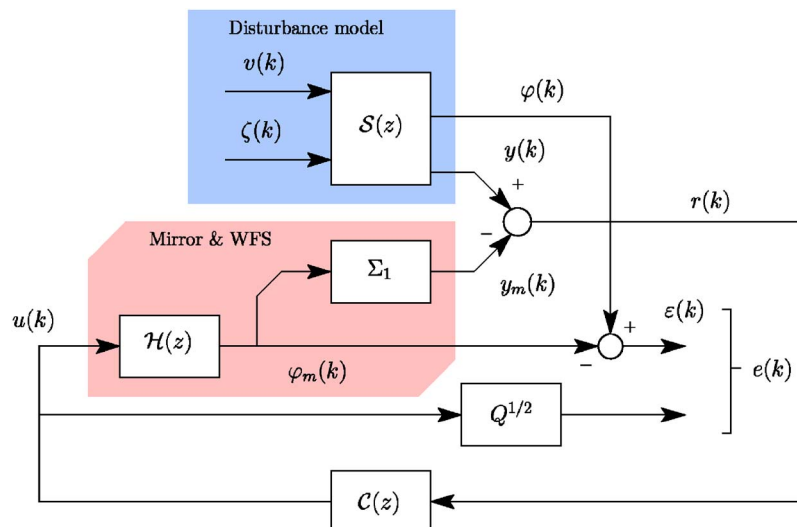 Disturbance model
v(k)
φ(k)
S(z)
ζ(k)
y(k)
+
r(k)
−
Mirror & WFS
Σ₁
y_m(k)
u(k)
ε(k)
+
H(z)
−
e(k)
φ_m(k)
Q^{1/2}
C(z)